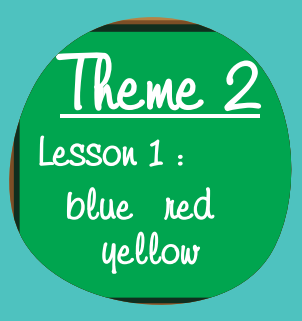 Theme 2
Lesson 1 :
blue red
yellow